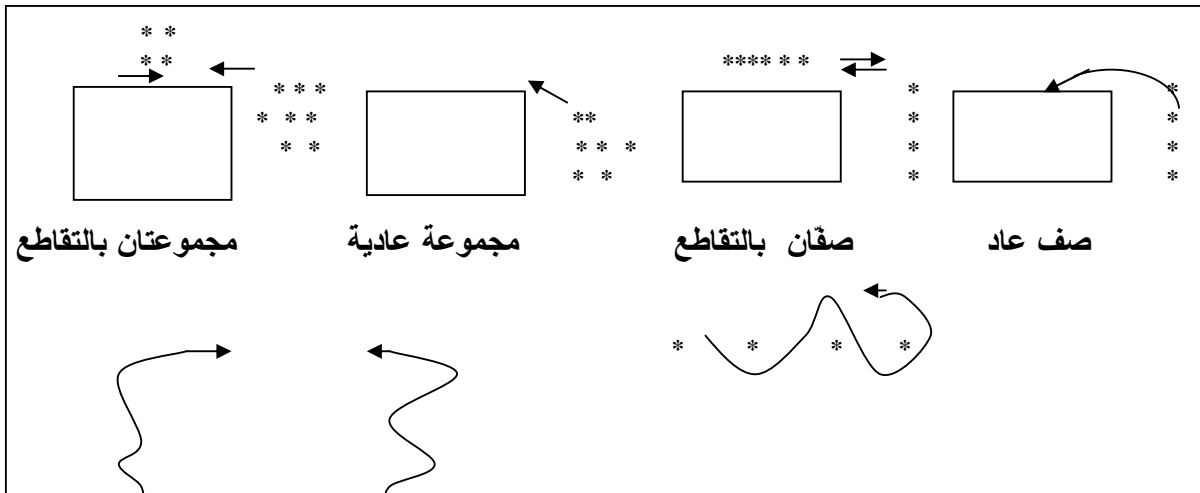 صف عاد
صفّان بالتقاطع
مجموعة عادية
مجموعتان بالتقاطع